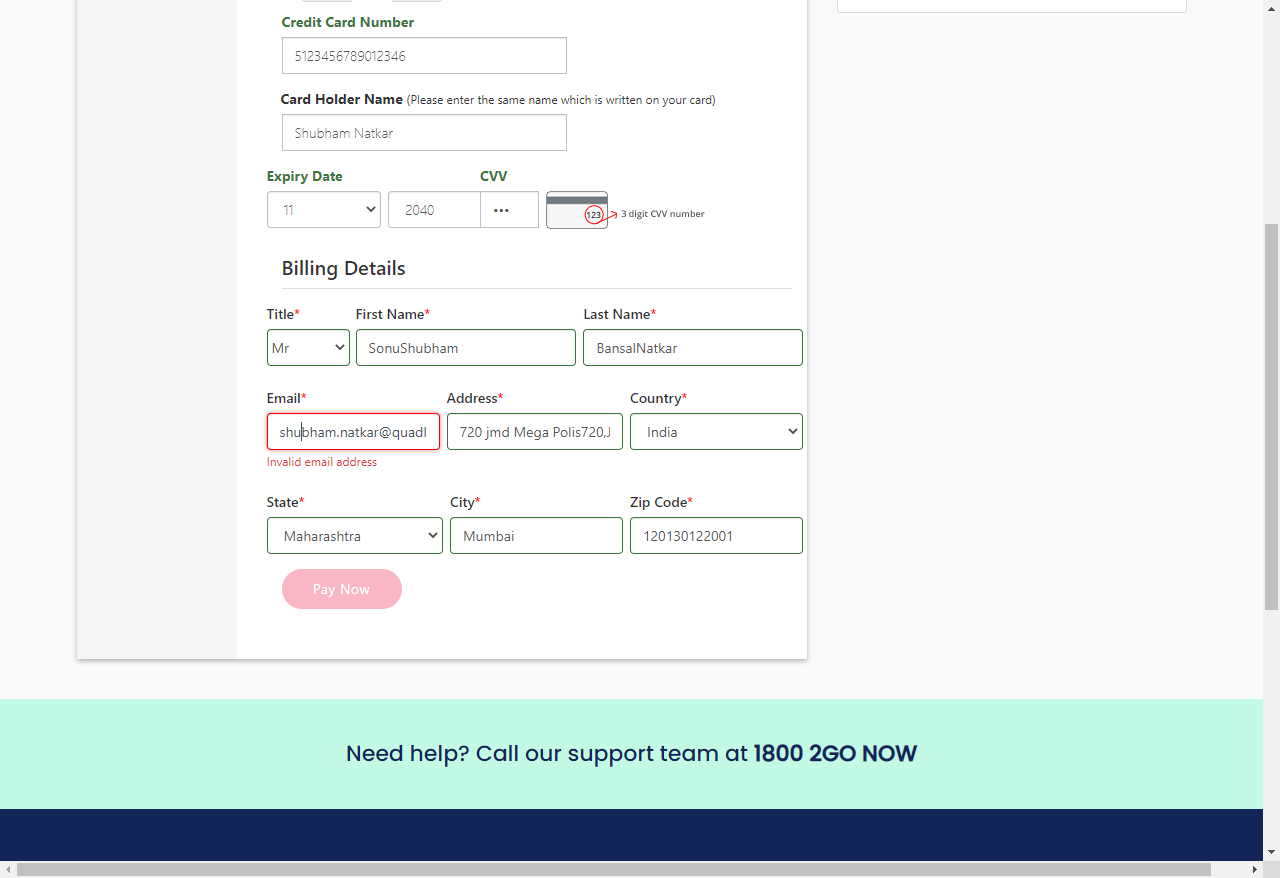 Credit Card Number
5123456789012346
Card Holder Name (Please enter the same name which is written on your card)
Shubham Natkar
Expiry Date CVV
11 2040 ••• 123 3 digit CVV number
Billing Details
Title* First Name* Last Name*
Mr SonuShubham BansalNatkar
Email* Address* Country*
shubham.natkar@quadl 720 jmd Mega Polis720,J India
Invalid email address
State* City* Zip Code*
Maharashtra Mumbai 120130122001
Pay Now
Need help? Call our support team at 1800 2GO NOW